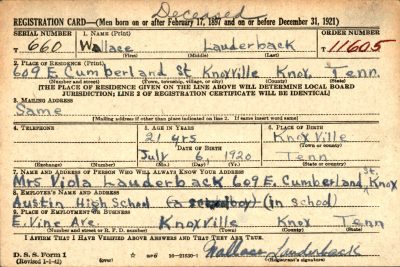 Deceased
REGISTRATION CARD—(Men born on or after February 17, 1897 and on or before December 31, 1921)
SERIAL NUMBER 1. NAME (Print) ORDER NUMBER
T 660 Wallace Lauderback T 11605
(First) (Middle) (Last)
2. PLACE OF RESIDENCE (Print)
609 E. Cumberland St Knoxville Knox Tenn
(Number and street) (Town, township, village, or city) (County) (State)
[THE PLACE OF RESIDENCE GIVEN ON THE LINE ABOVE WILL DETERMINE LOCAL BOARD
JURISDICTION; LINE 2 OF REGISTRATION CERTIFICATE WILL BE IDENTICAL]
3. MAILING ADDRESS
Same
[Mailing address if other than place indicated on line 2. If same insert word same]
4. TELEPHONE 5. AGE IN YEARS 6. PLACE OF BIRTH
21 yrs Knoxville
DATE OF BIRTH (Town or county)
July 6, 1920 Tenn
(Exchange) (Number) (Mo.) (Day) (Yr.) (State or country)
7. NAME AND ADDRESS OF PERSON WHO WILL ALWAYS KNOW YOUR ADDRESS
Mrs Viola Lauderback 609 E. Cumberland St, Knox
8. EMPLOYER'S NAME AND ADDRESS
Austin High School (a schoolboy) (in school)
9. PLACE OF EMPLOYMENT OR BUSINESS
E. Vine Ave. Knoxville Knox Tenn
(Number and street or R. F. D. number) (Town) (County) (State)
I AFFIRM THAT I HAVE VERIFIED ABOVE ANSWERS AND THAT THEY ARE TRUE.
D. S. S. Form 1
(Revised 1-1-42) Wallace Lauderback
(Registrant's signature)